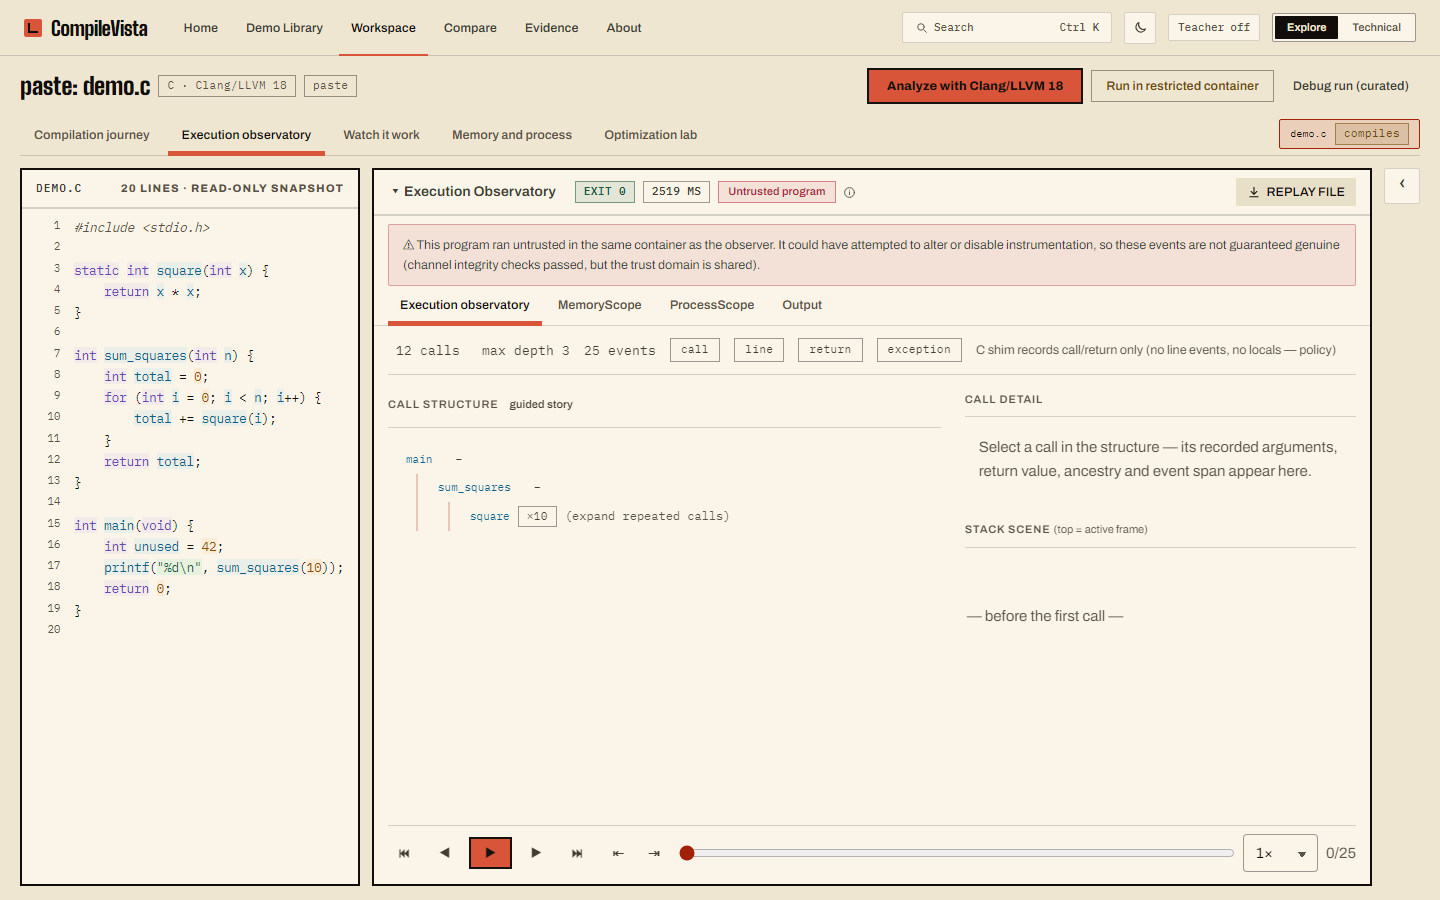 CompileVista Home Demo Library Workspace Compare Evidence About Search Ctrl K Teacher off Explore Technical
paste: demo.c C · Clang/LLVM 18 paste Analyze with Clang/LLVM 18 Run in restricted container Debug run (curated)
Compilation journey Execution observatory Watch it work Memory and process Optimization lab demo.c compiles
DEMO.C 20 LINES · READ-ONLY SNAPSHOT
1 #include <stdio.h>
2
3 static int square(int x) {
4     return x * x;
5 }
6
7 int sum_squares(int n) {
8     int total = 0;
9     for (int i = 0; i < n; i++) {
10         total += square(i);
11     }
12     return total;
13 }
14
15 int main(void) {
16     int unused = 42;
17     printf("%d\n", sum_squares(10));
18     return 0;
19 }
20
Execution Observatory EXIT 0 2519 MS Untrusted program REPLAY FILE
⚠ This program ran untrusted in the same container as the observer. It could have attempted to alter or disable instrumentation, so these events are not guaranteed genuine
(channel integrity checks passed, but the trust domain is shared).
Execution observatory MemoryScope ProcessScope Output
12 calls max depth 3 25 events call line return exception C shim records call/return only (no line events, no locals — policy)
CALL STRUCTURE guided story
main –
sum_squares –
square ×10 (expand repeated calls)
CALL DETAIL
Select a call in the structure — its recorded arguments,
return value, ancestry and event span appear here.
STACK SCENE (top = active frame)
— before the first call —
1× 0/25